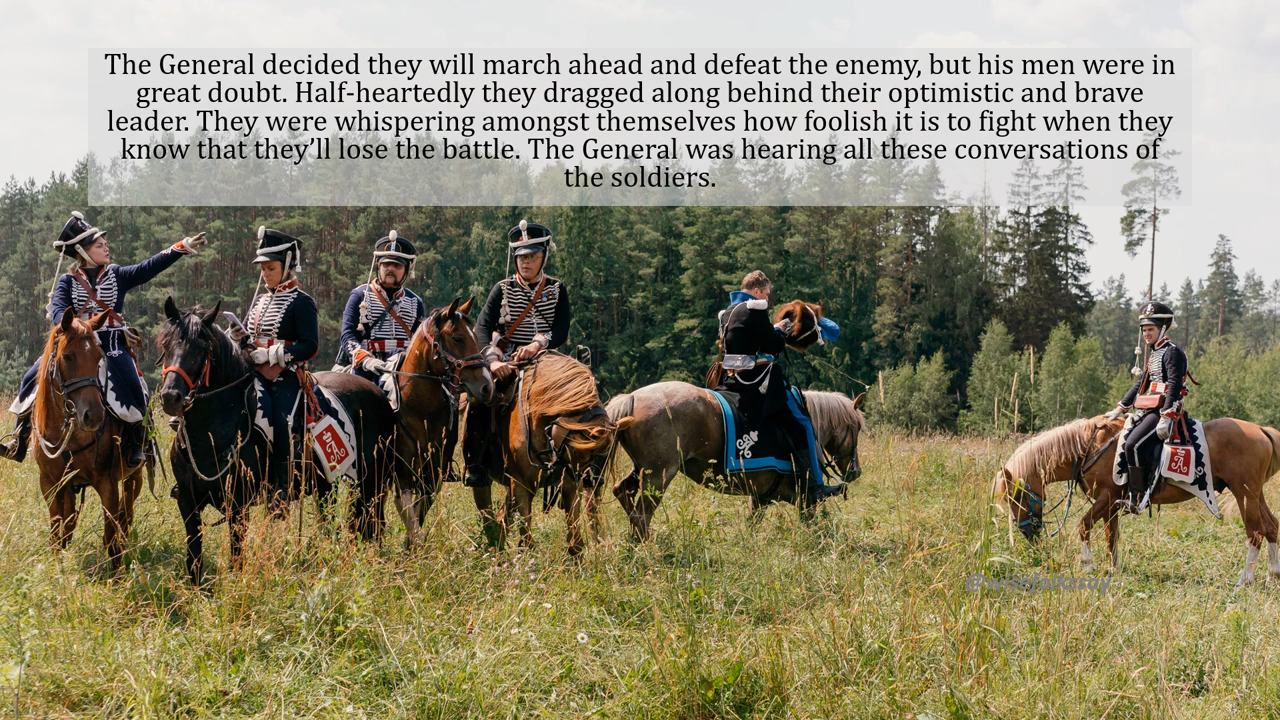 The General decided they will march ahead and defeat the enemy, but his men were in
great doubt. Half-heartedly they dragged along behind their optimistic and brave
leader. They were whispering amongst themselves how foolish it is to fight when they
know that they’ll lose the battle. The General was hearing all these conversations of
the soldiers.